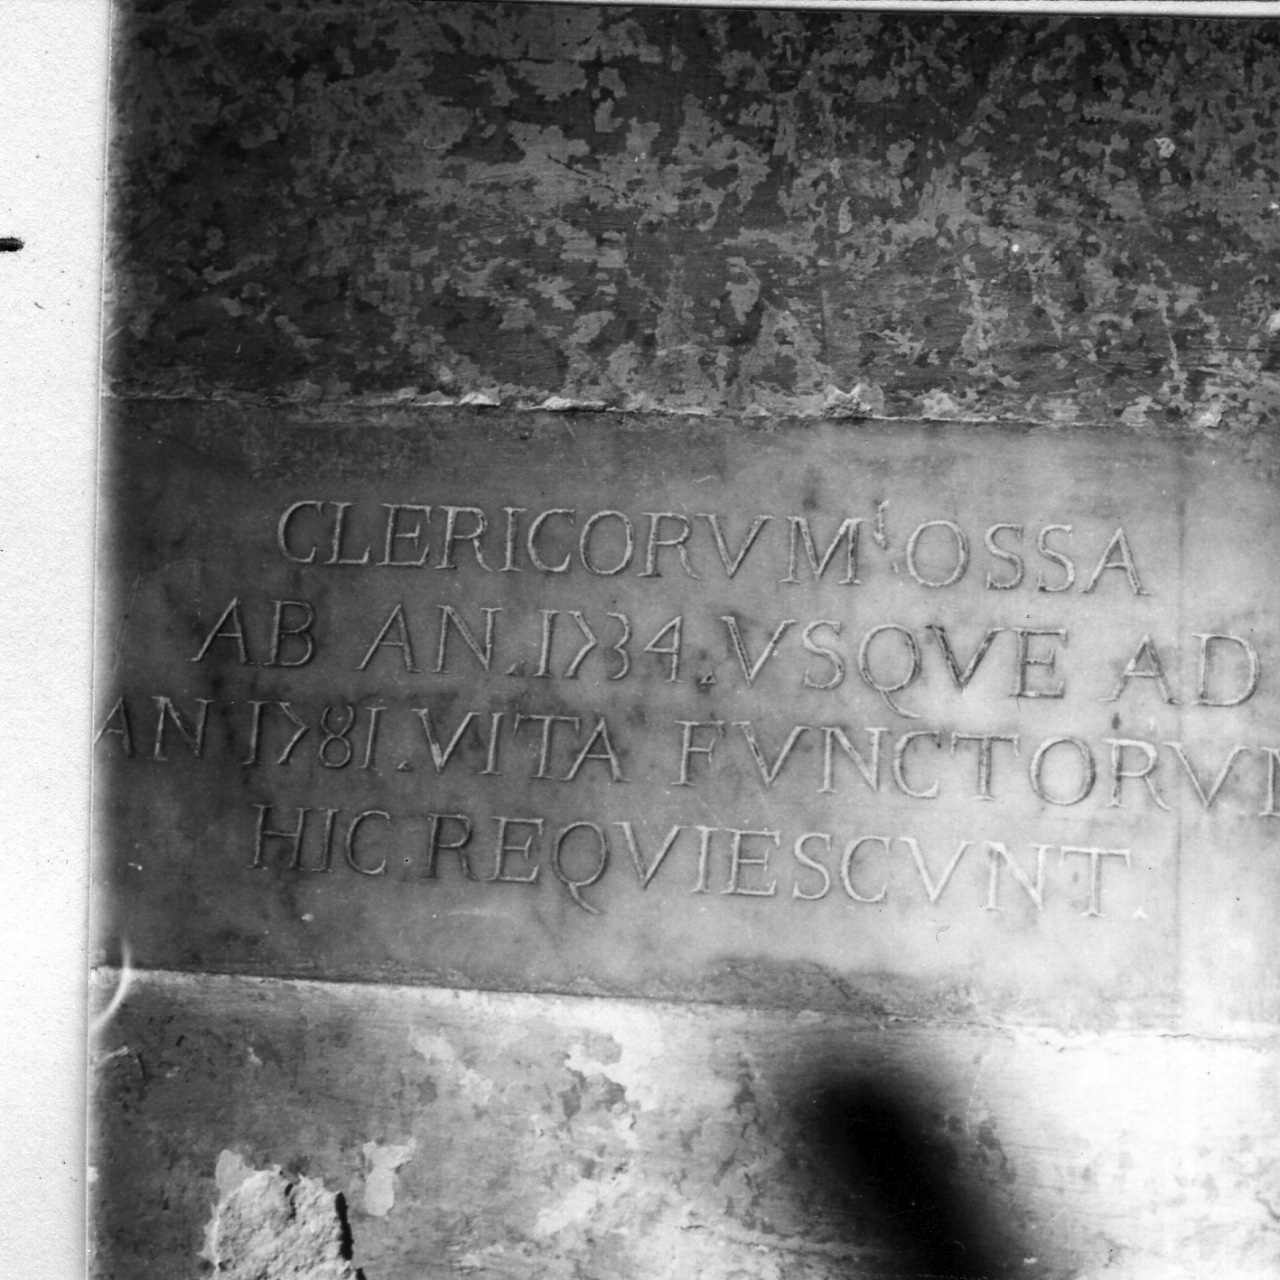 CLERICORVM OSSA
AB AN. 1734. VSQVE AD
AN 1781. VITA FVNCTORVM
HIC REQVIESCVNT.